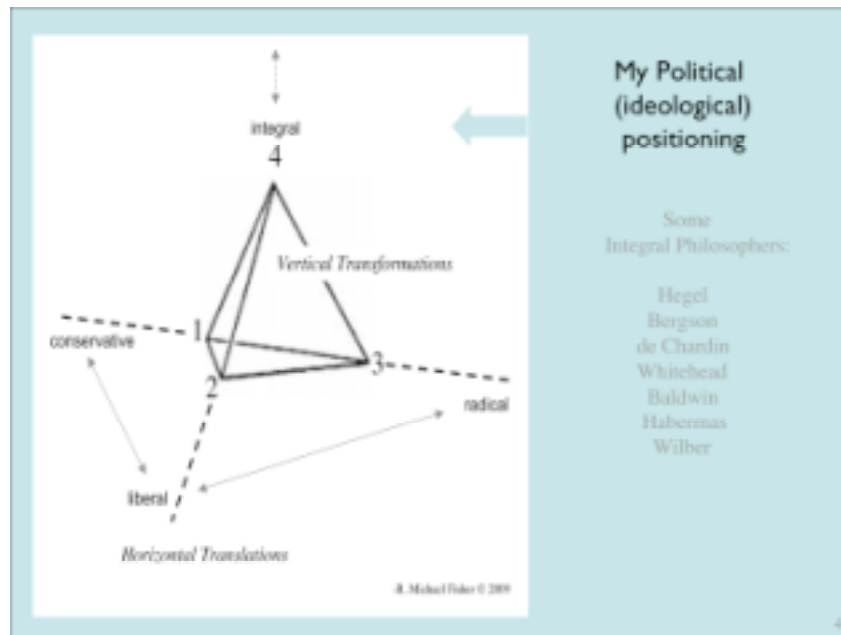 My Political
(ideological)
positioning
Some
Integral Philosophers:
Hegel
Bergson
de Chardin
Whitehead
Baldwin
Habermas
Wilber
integral
4
Vertical Transformations
1
conservative
2
3
radical
liberal
Horizontal Translations
-R. Michael Fisher © 2009
4